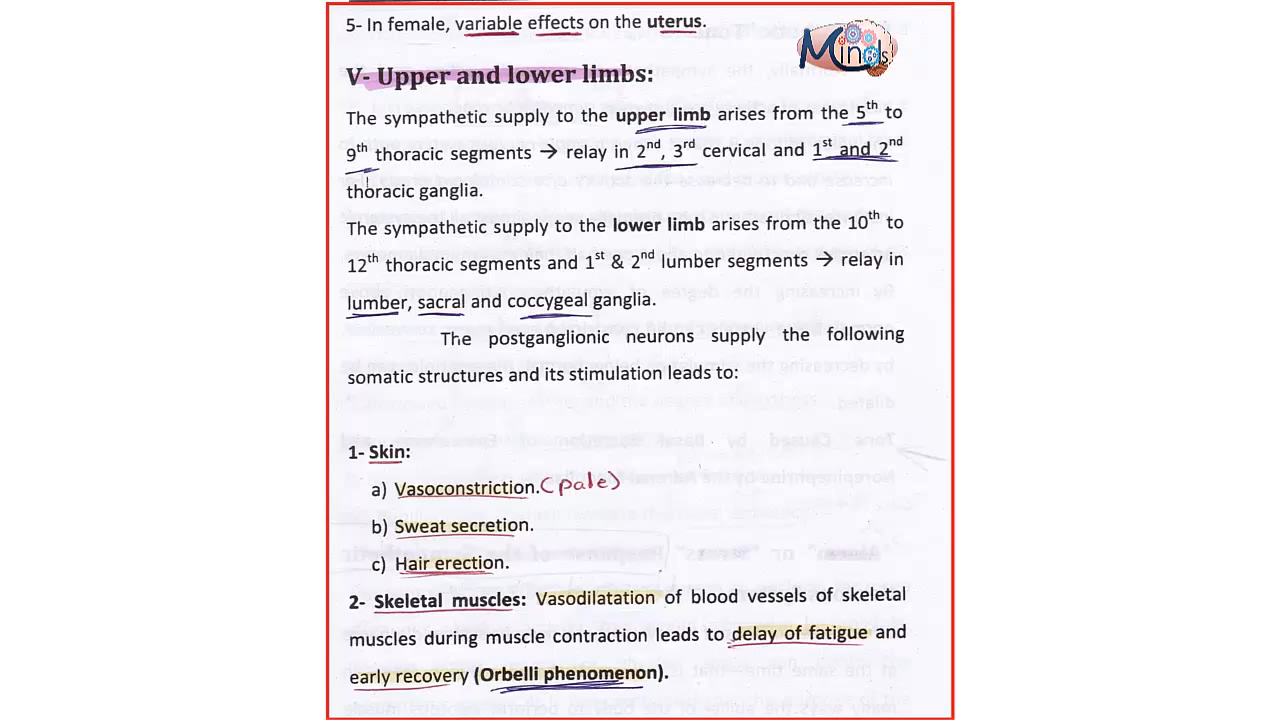 5- In female, variable effects on the uterus.
Minds
V- Upper and lower limbs:
The sympathetic supply to the upper limb arises from the 5th to
9th thoracic segments → relay in 2nd, 3rd cervical and 1st and 2nd
thoracic ganglia.
The sympathetic supply to the lower limb arises from the 10th to
12th thoracic segments and 1st & 2nd lumber segments → relay in
lumber, sacral and coccygeal ganglia.
The postganglionic neurons supply the following
somatic structures and its stimulation leads to:
1- Skin:
a) Vasoconstriction. (pale)
b) Sweat secretion.
c) Hair erection.
2- Skeletal muscles: Vasodilatation of blood vessels of skeletal
muscles during muscle contraction leads to delay of fatigue and
early recovery (Orbelli phenomenon).